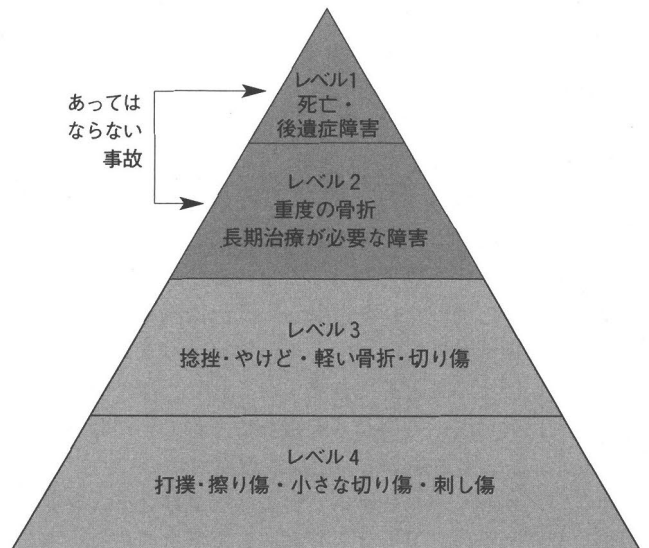 あっては
ならない
事故
レベル1
死亡・
後遺症障害
レベル2
重度の骨折
長期治療が必要な障害
レベル3
捻挫・やけど・軽い骨折・切り傷
レベル4
打撲・擦り傷・小さな切り傷・刺し傷